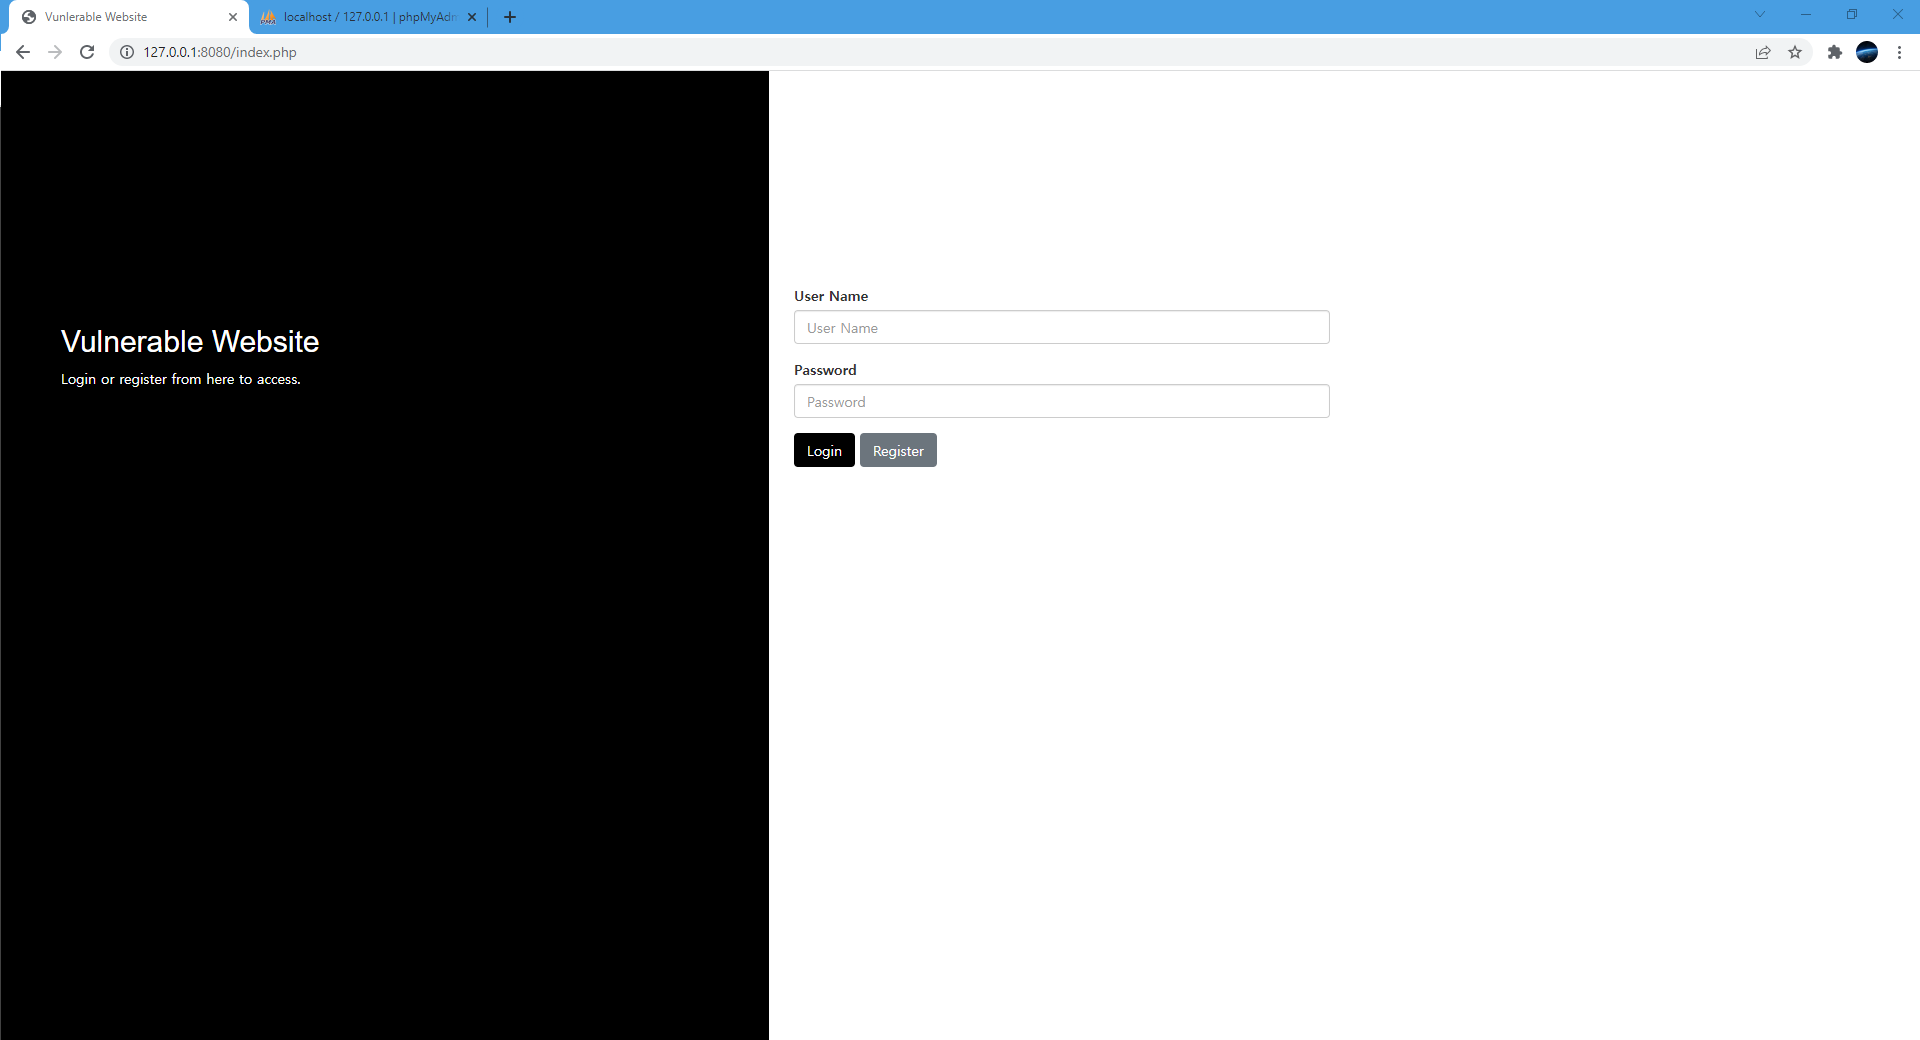 Vunlerable Website
localhost / 127.0.0.1 | phpMyAdn
127.0.0.1:8080/index.php
Vulnerable Website
Login or register from here to access.
User Name
User Name
Password
Password
Login Register